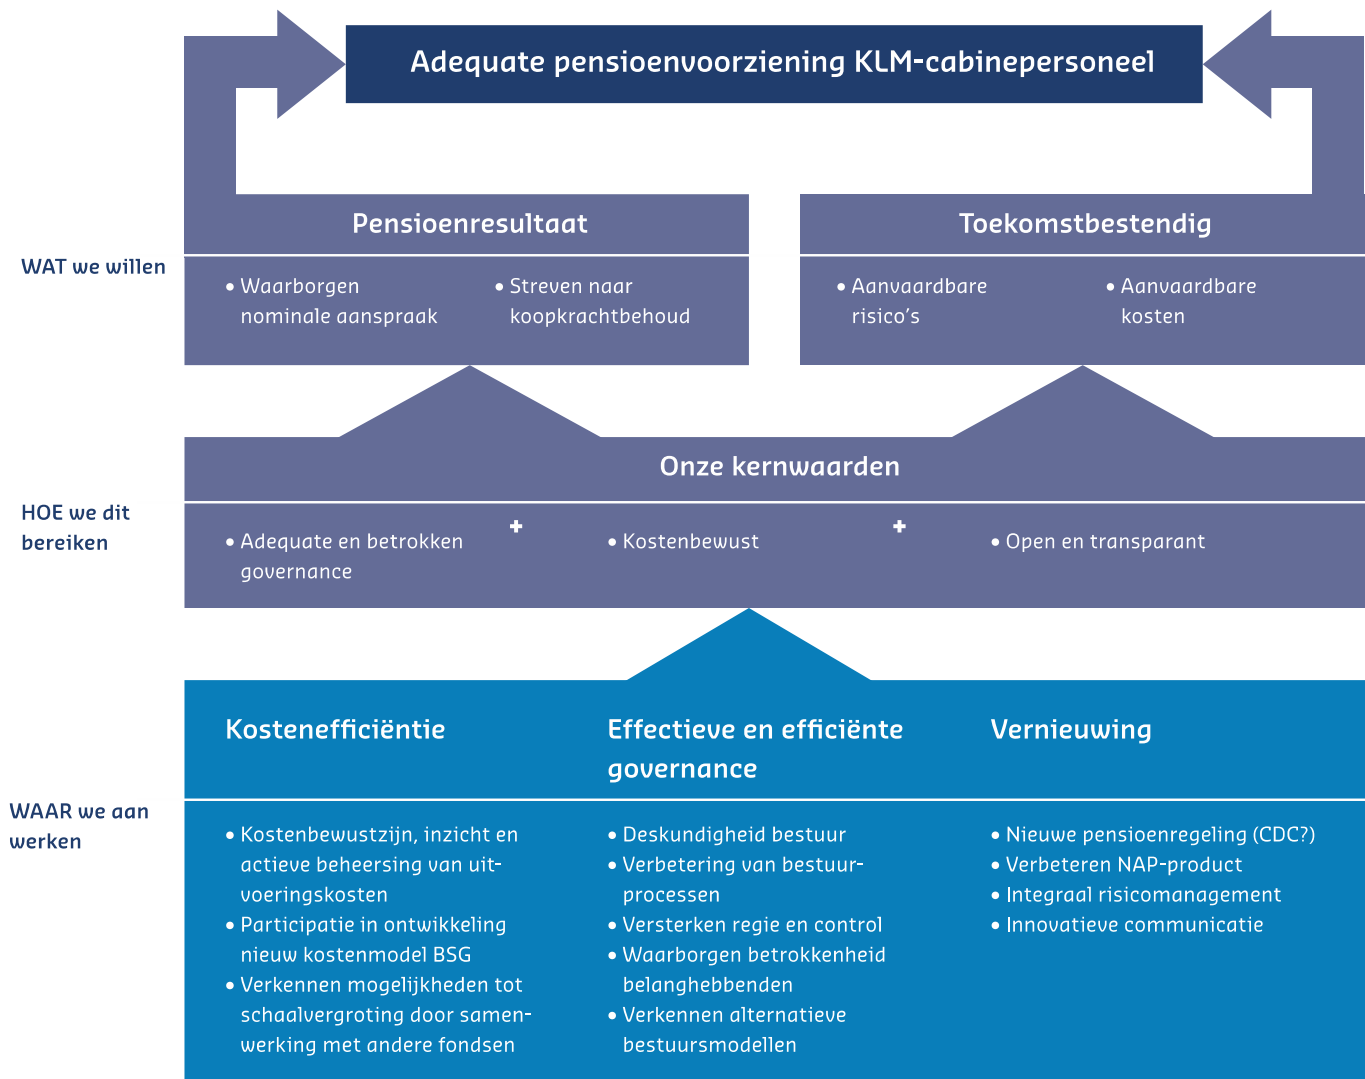 Adequate pensioenvoorziening KLM-cabinepersoneel
WAT we willen
Pensioenresultaat
• Waarborgen
nominale aanspraak
• Streven naar
koopkrachtbehoud
Toekomstbestendig
• Aanvaardbare
risico's
• Aanvaardbare
kosten
HOE we dit
bereiken
Onze kernwaarden
• Adequate en betrokken
governance
+
• Kostenbewust
+
• Open en transparant
WAAR we aan
werken
Kostenefficiëntie
• Kostenbewustzijn, inzicht en
actieve beheersing van uit-
voeringskosten
• Participatie in ontwikkeling
nieuw kostenmodel BSG
• Verkennen mogelijkheden tot
schaalvergroting door samen-
werking met andere fondsen
Effectieve en efficiënte
governance
• Deskundigheid bestuur
• Verbetering van bestuur-
processen
• Versterken regie en control
• Waarborgen betrokkenheid
belanghebbenden
• Verkennen alternatieve
bestuursmodellen
Vernieuwing
• Nieuwe pensioenregeling (CDC?)
• Verbeteren NAP-product
• Integraal risicomanagement
• Innovatieve communicatie